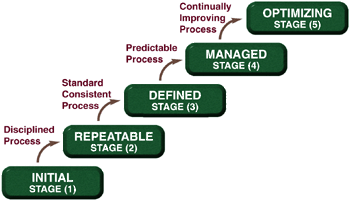 Continually
Improving
Process
OPTIMIZING
STAGE (5)
Predictable
Process
MANAGED
STAGE (4)
Standard
Consistent
Process
DEFINED
STAGE (3)
Disciplined
Process
REPEATABLE
STAGE (2)
INITIAL
STAGE (1)